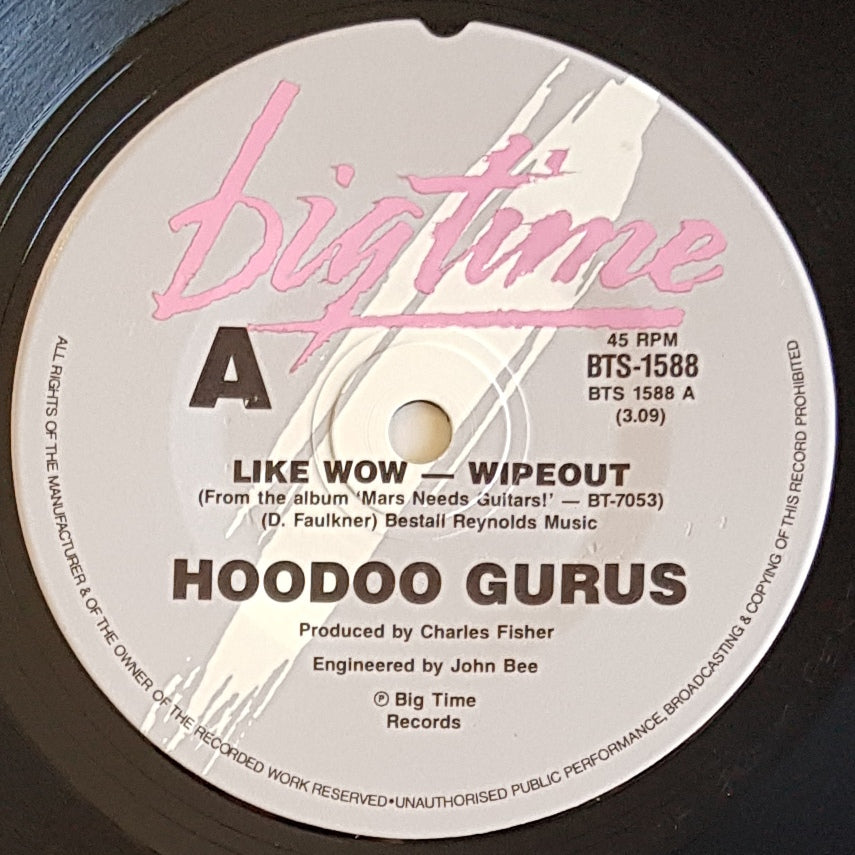 bigtime
A
45 RPM
BTS-1588
BTS 1588 A
(3.09)
LIKE WOW — WIPEOUT
(From the album 'Mars Needs Guitars!' — BT-7053)
(D. Faulkner) Bestall Reynolds Music
HOODOO GURUS
Produced by Charles Fisher
Engineered by John Bee
℗ Big Time
Records
ALL RIGHTS OF THE MANUFACTURER & OF THE OWNER OF THE RECORDED WORK RESERVED•UNAUTHORISED PUBLIC PERFORMANCE, BROADCASTING & COPYING OF THIS RECORD PROHIBITED